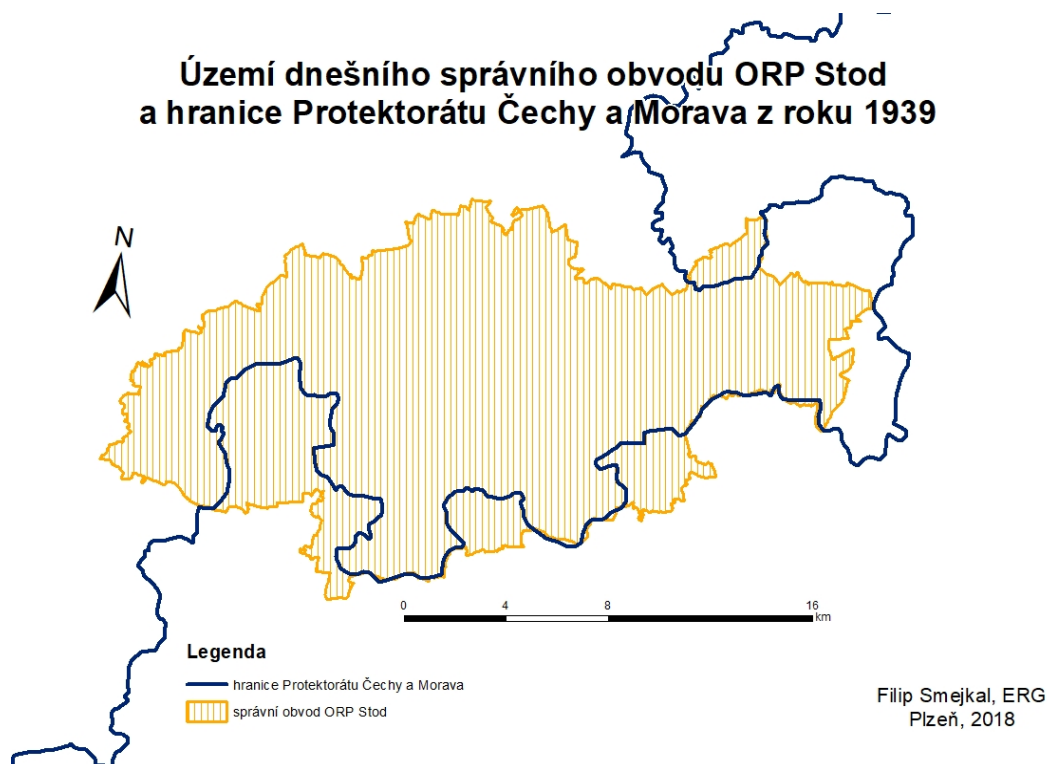 Území dnešního správního obvodu ORP Stod
a hranice Protektorátu Čechy a Morava z roku 1939
N
0 4 8 16
km
Legenda
hranice Protektorátu Čechy a Morava
správní obvod ORP Stod
Filip Smejkal, ERG
Plzeň, 2018